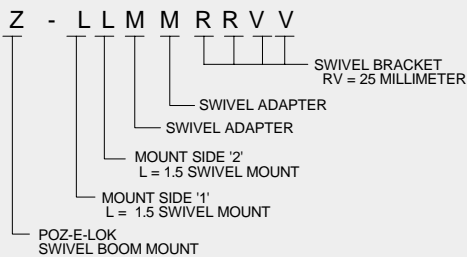 Z - L L M M R R V V
SWIVEL BRACKET
RV = 25 MILLIMETER
SWIVEL ADAPTER
SWIVEL ADAPTER
MOUNT SIDE '2'
L = 1.5 SWIVEL MOUNT
MOUNT SIDE '1'
L = 1.5 SWIVEL MOUNT
POZ-E-LOK
SWIVEL BOOM MOUNT